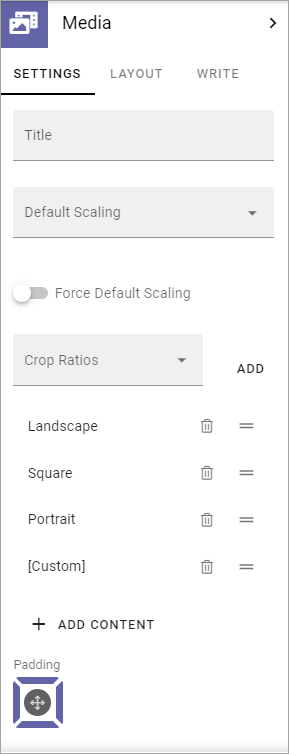 Media
SETTINGS LAYOUT WRITE
Title
Default Scaling
Force Default Scaling
Crop Ratios
ADD
Landscape
Square
Portrait
[Custom]
ADD CONTENT
Padding